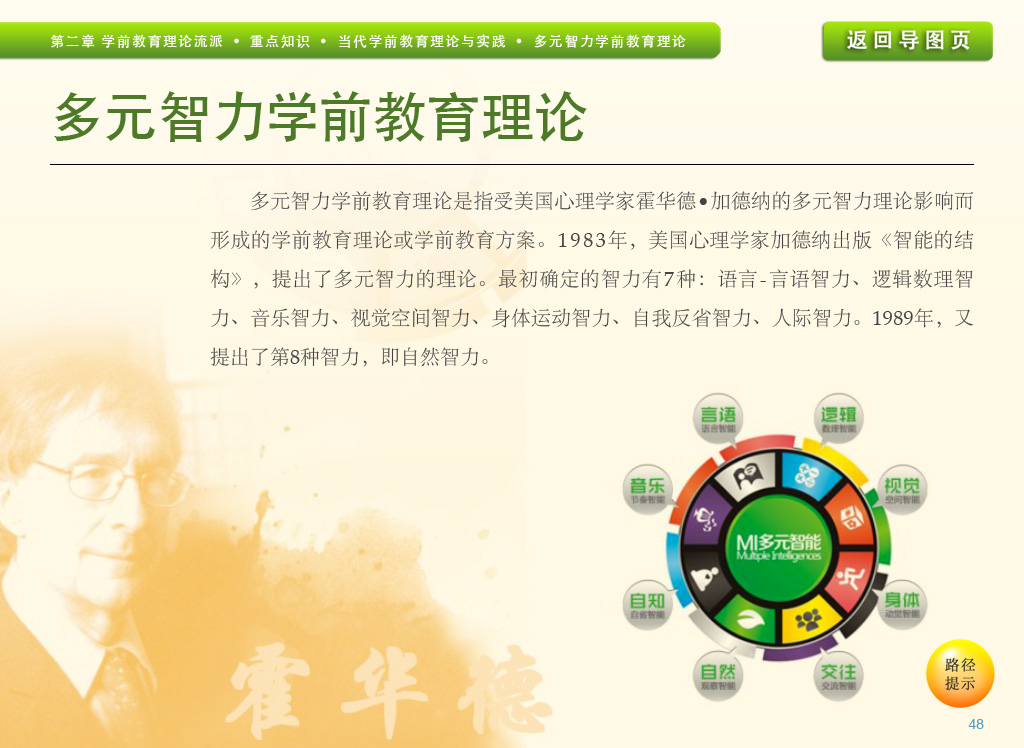 第二章 学前教育理论流派 • 重点知识 • 当代学前教育理论与实践 • 多元智力学前教育理论
返回导图页
多元智力学前教育理论
多元智力学前教育理论是指受美国心理学家霍华德•加德纳的多元智力理论影响而
形成的学前教育理论或学前教育方案。1983年，美国心理学家加德纳出版《智能的结
构》，提出了多元智力的理论。最初确定的智力有7种：语言-言语智力、逻辑数理智
力、音乐智力、视觉空间智力、身体运动智力、自我反省智力、人际智力。1989年，又
提出了第8种智力，即自然智力。
言语
语言智能
逻辑
数理智能
音乐
节奏智能
视觉
空间智能
MI多元智能
Multiple Intelligences
自知
自省智能
身体
动觉智能
自然
观察智能
交往
交流智能
霍华德
路径
提示
48